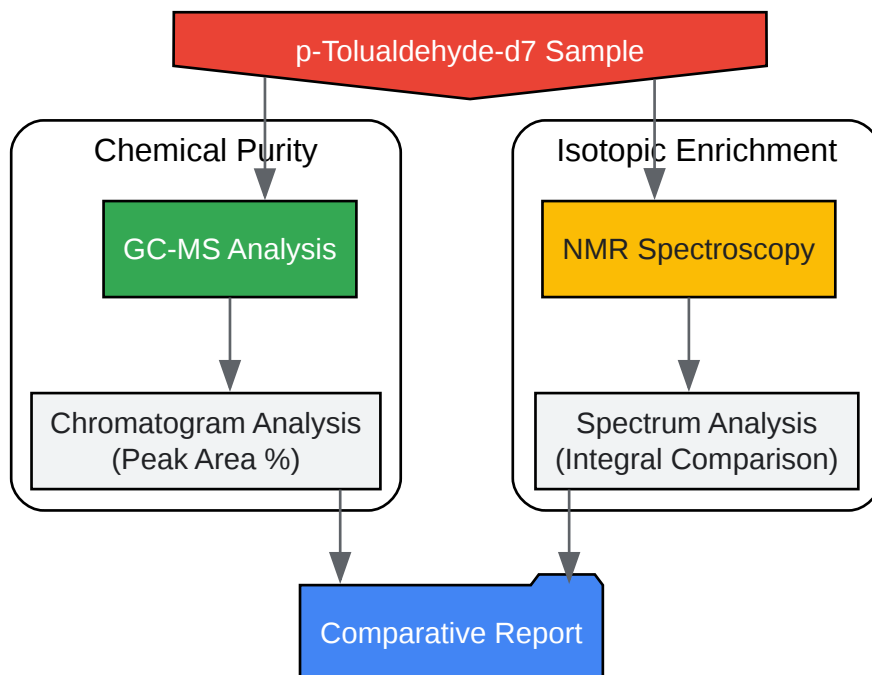 p-Tolualdehyde-d7 Sample
Chemical Purity
Isotopic Enrichment
GC-MS Analysis
NMR Spectroscopy
Chromatogram Analysis
(Peak Area %)
Spectrum Analysis
(Integral Comparison)
Comparative Report